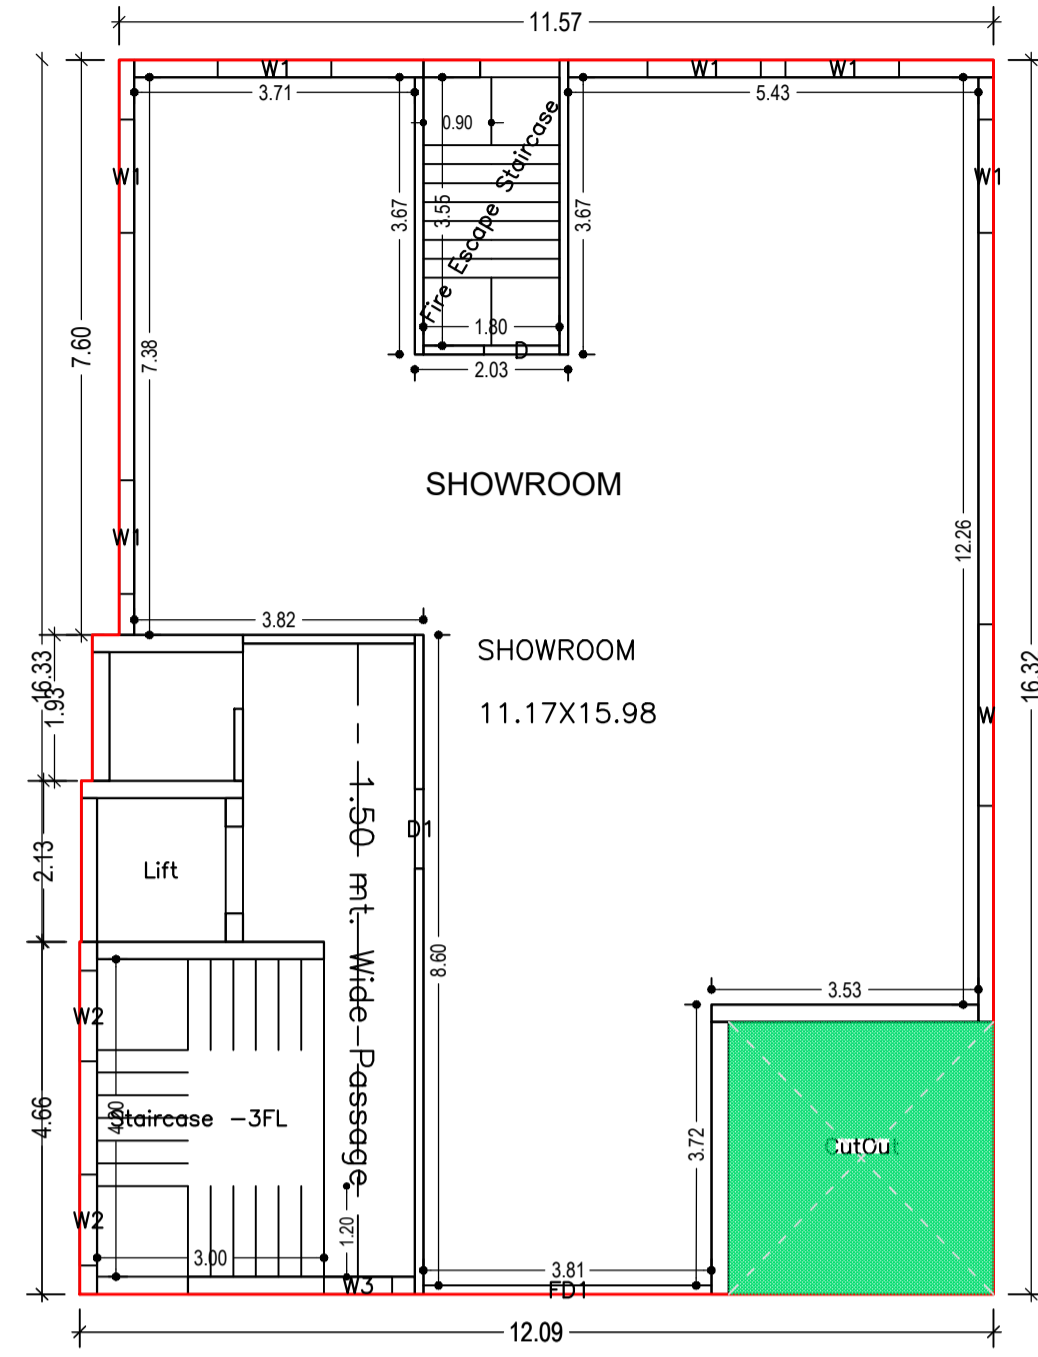 11.57
W1
W1
W1
3.71
5.43
0.90
Fire Escape Staircase
W1
W1
3.67
3.55
3.67
7.60
7.38
1.80
D
2.03
SHOWROOM
W1
12.26
3.82
SHOWROOM
16.33
1.93
16.32
11.17X15.98
W
1.50 mt. Wide Passage
D1
2.13
Lift
8.60
3.53
W2
4.66
4.20
Staircase -3FL
3.72
CutOut
W2
1.20
3.00
3.81
W3
FD1
12.09